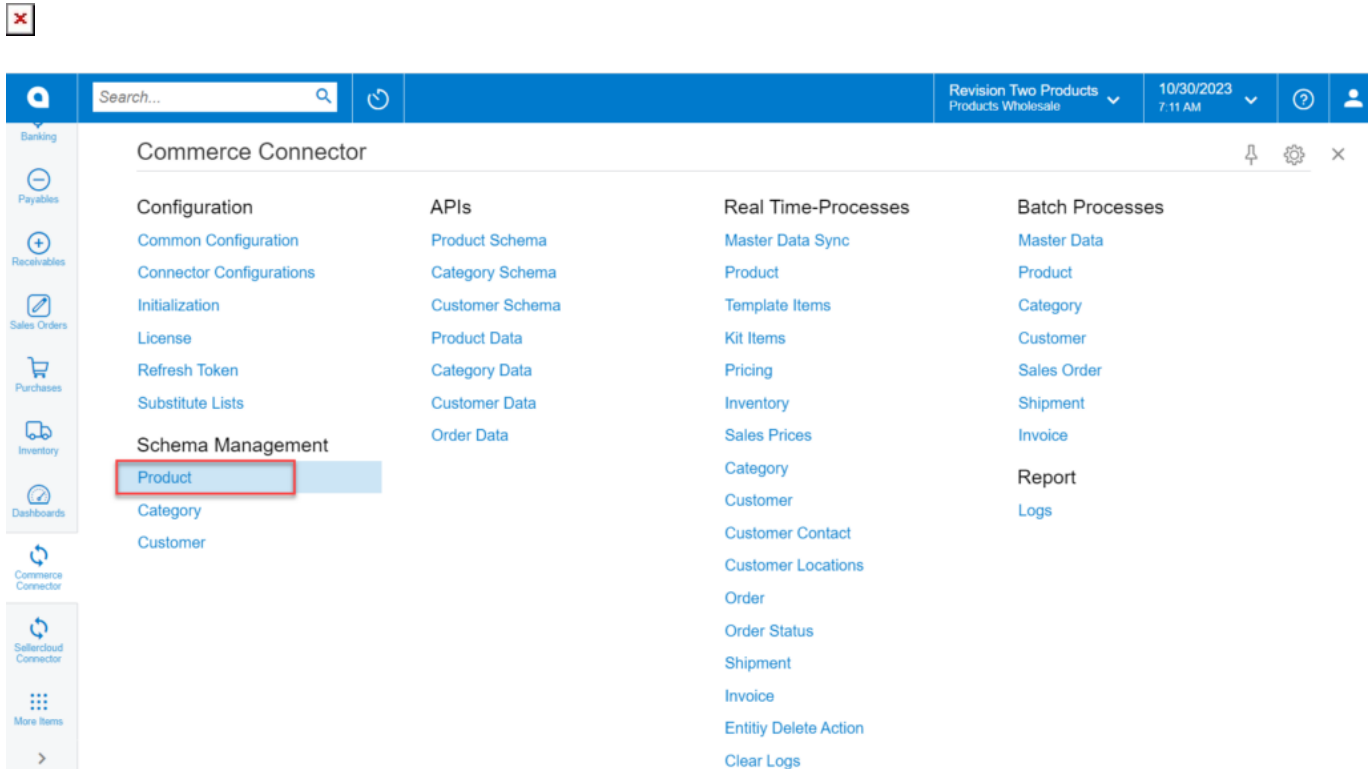 Search...
Revision Two Products
Products Wholesale
10/30/2023
7:11 AM
Banking
Payables
Receivables
Sales Orders
Purchases
Inventory
Dashboards
Commerce
Connector
Sellercloud
Connector
More Items
Commerce Connector
Configuration
Common Configuration
Connector Configurations
Initialization
License
Refresh Token
Substitute Lists
Schema Management
Product
Category
Customer
APIs
Product Schema
Category Schema
Customer Schema
Product Data
Category Data
Customer Data
Order Data
Real Time-Processes
Master Data Sync
Product
Template Items
Kit Items
Pricing
Inventory
Sales Prices
Category
Customer
Customer Contact
Customer Locations
Order
Order Status
Shipment
Invoice
Entitiy Delete Action
Clear Logs
Batch Processes
Master Data
Product
Category
Customer
Sales Order
Shipment
Invoice
Report
Logs